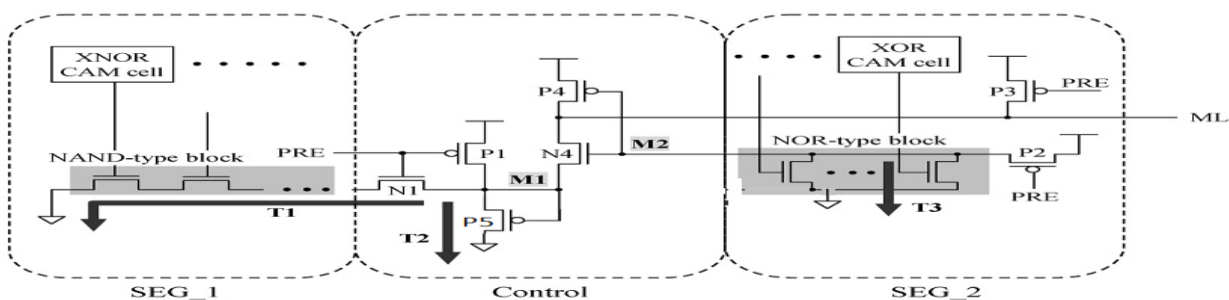 XNOR
CAM cell
NAND-type block
PRE
N1
T1
SEG_1
P4
P1
N4
M1
M2
P5
T2
Control
XOR
CAM cell
P3
PRE
ML
NOR-type block
P2
PRE
T3
SEG_2